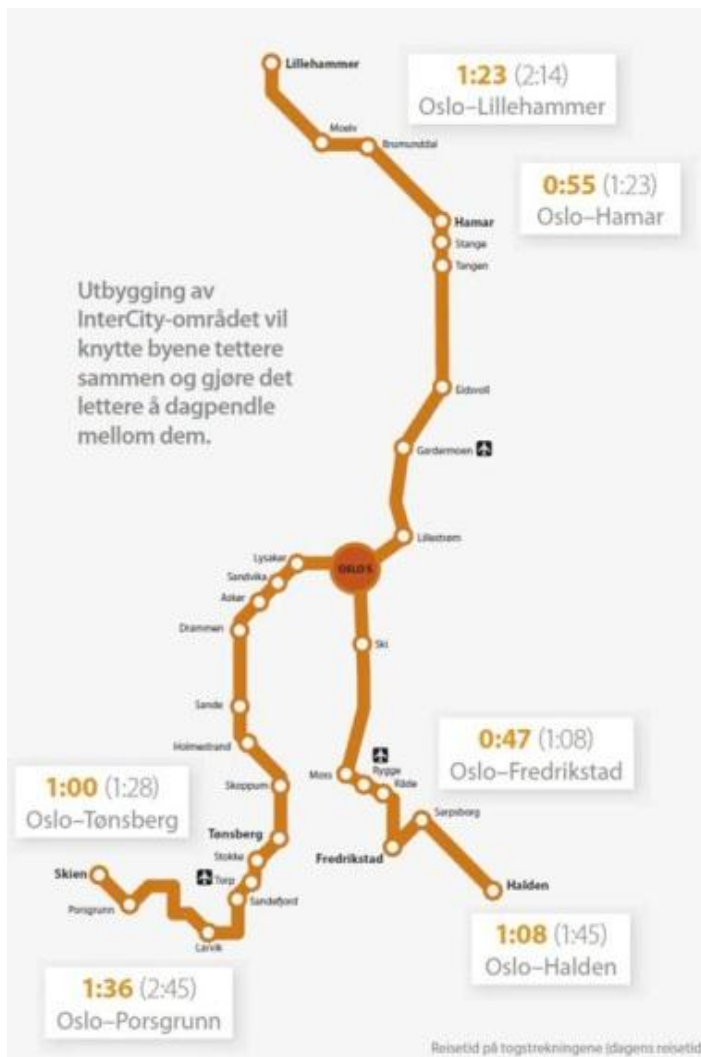 Lillehammer
1:23 (2:14)
Oslo–Lillehammer
Moelv
Brumunddal
0:55 (1:23)
Oslo–Hamar
Hamar
Stange
Tangen
Utbygging av
InterCity-området vil
knytte byene tettere
sammen og gjøre det
lettere å dagpendle
mellom dem.
Eidsvoll
Gardermoen
Lillestrøm
Lysaker
OSLO S
Sandvika
Asker
Drammen
Ski
Sande
Holmestrand
0:47 (1:08)
Oslo–Fredrikstad
Moss
Rygge
Råde
1:00 (1:28)
Oslo–Tønsberg
Skoppum
Sarpsborg
Tønsberg
Fredrikstad
Stokke
Skien
Torp
Halden
Porsgrunn
Sandefjord
Larvik
1:08 (1:45)
Oslo–Halden
1:36 (2:45)
Oslo–Porsgrunn
Reisetid på togstrekningene (dagens reisetid